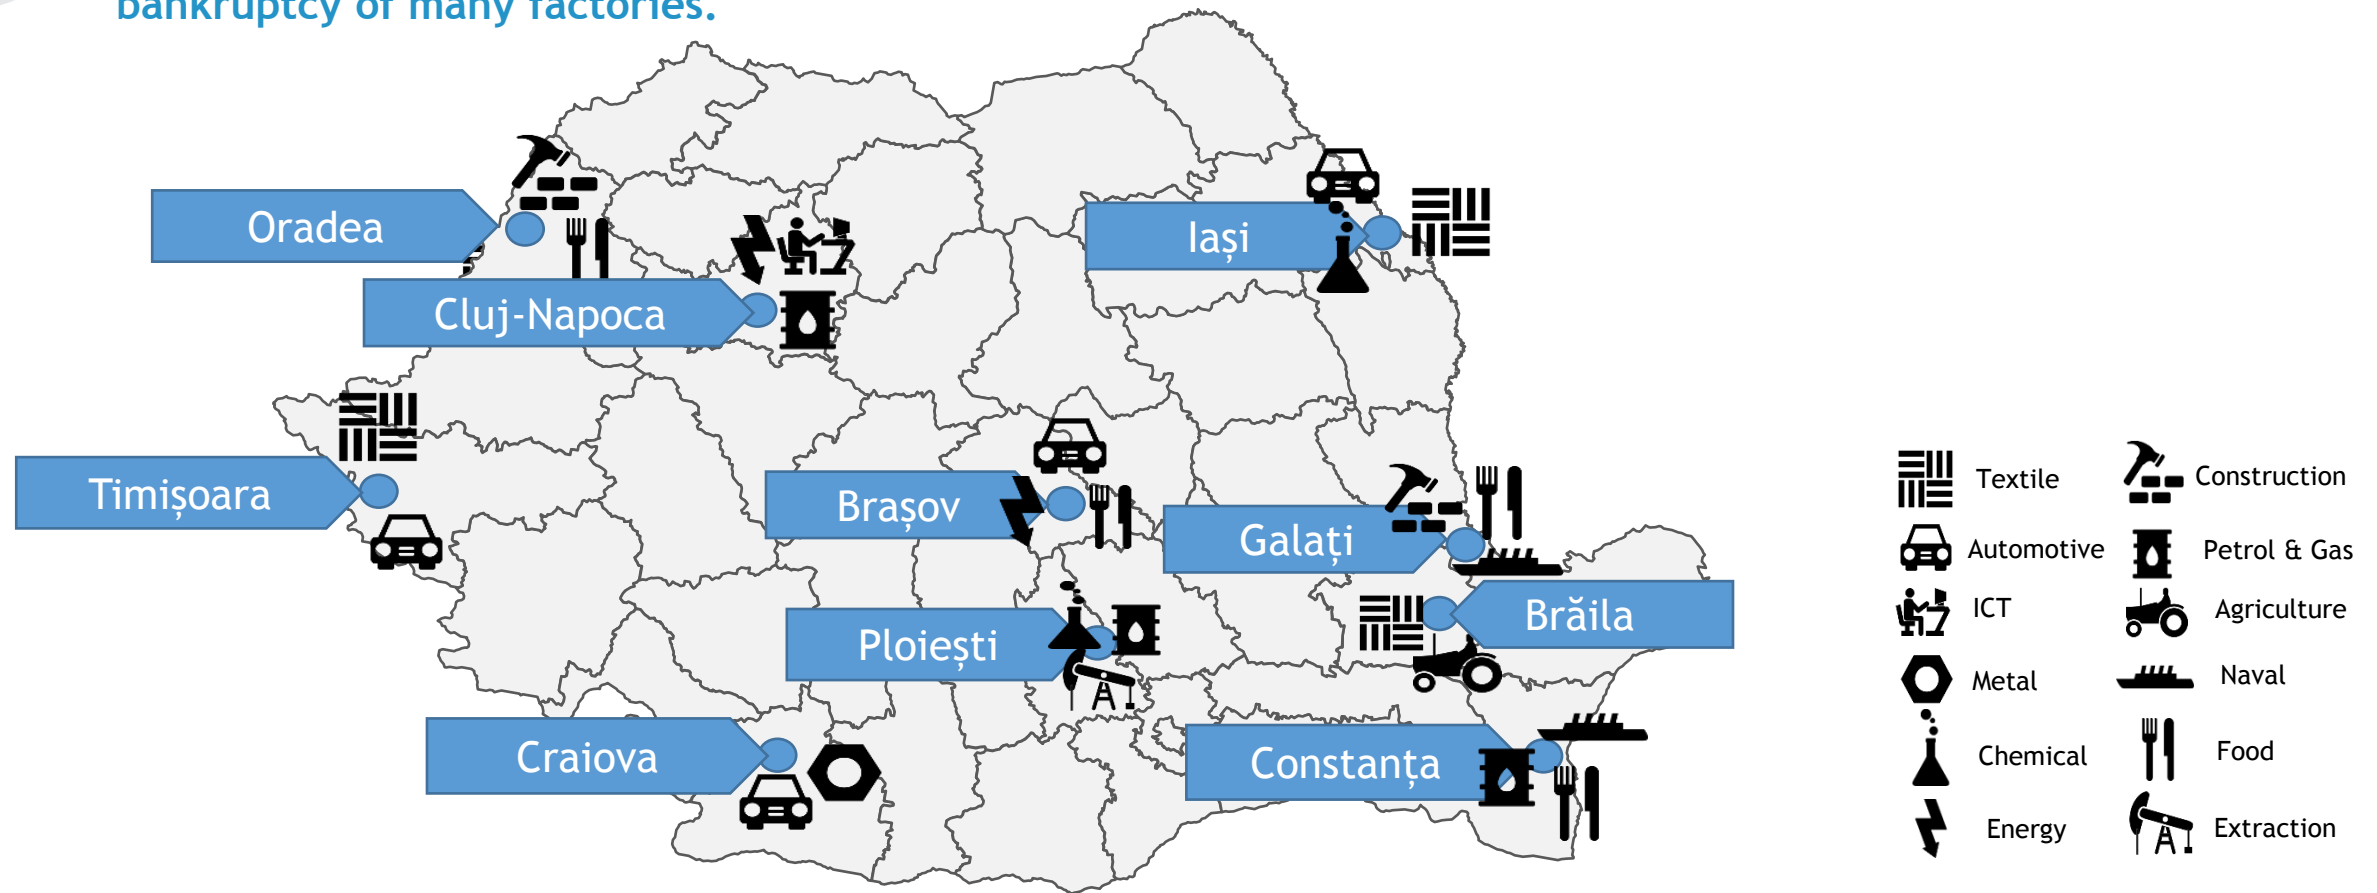 bankruptcy of many factories.
Oradea
Iași
Cluj-Napoca
Timișoara
Brașov
Galați
Brăila
Ploiești
Craiova
Constanța
Textile
Construction
Automotive
Petrol & Gas
ICT
Agriculture
Metal
Naval
Chemical
Food
Energy
Extraction